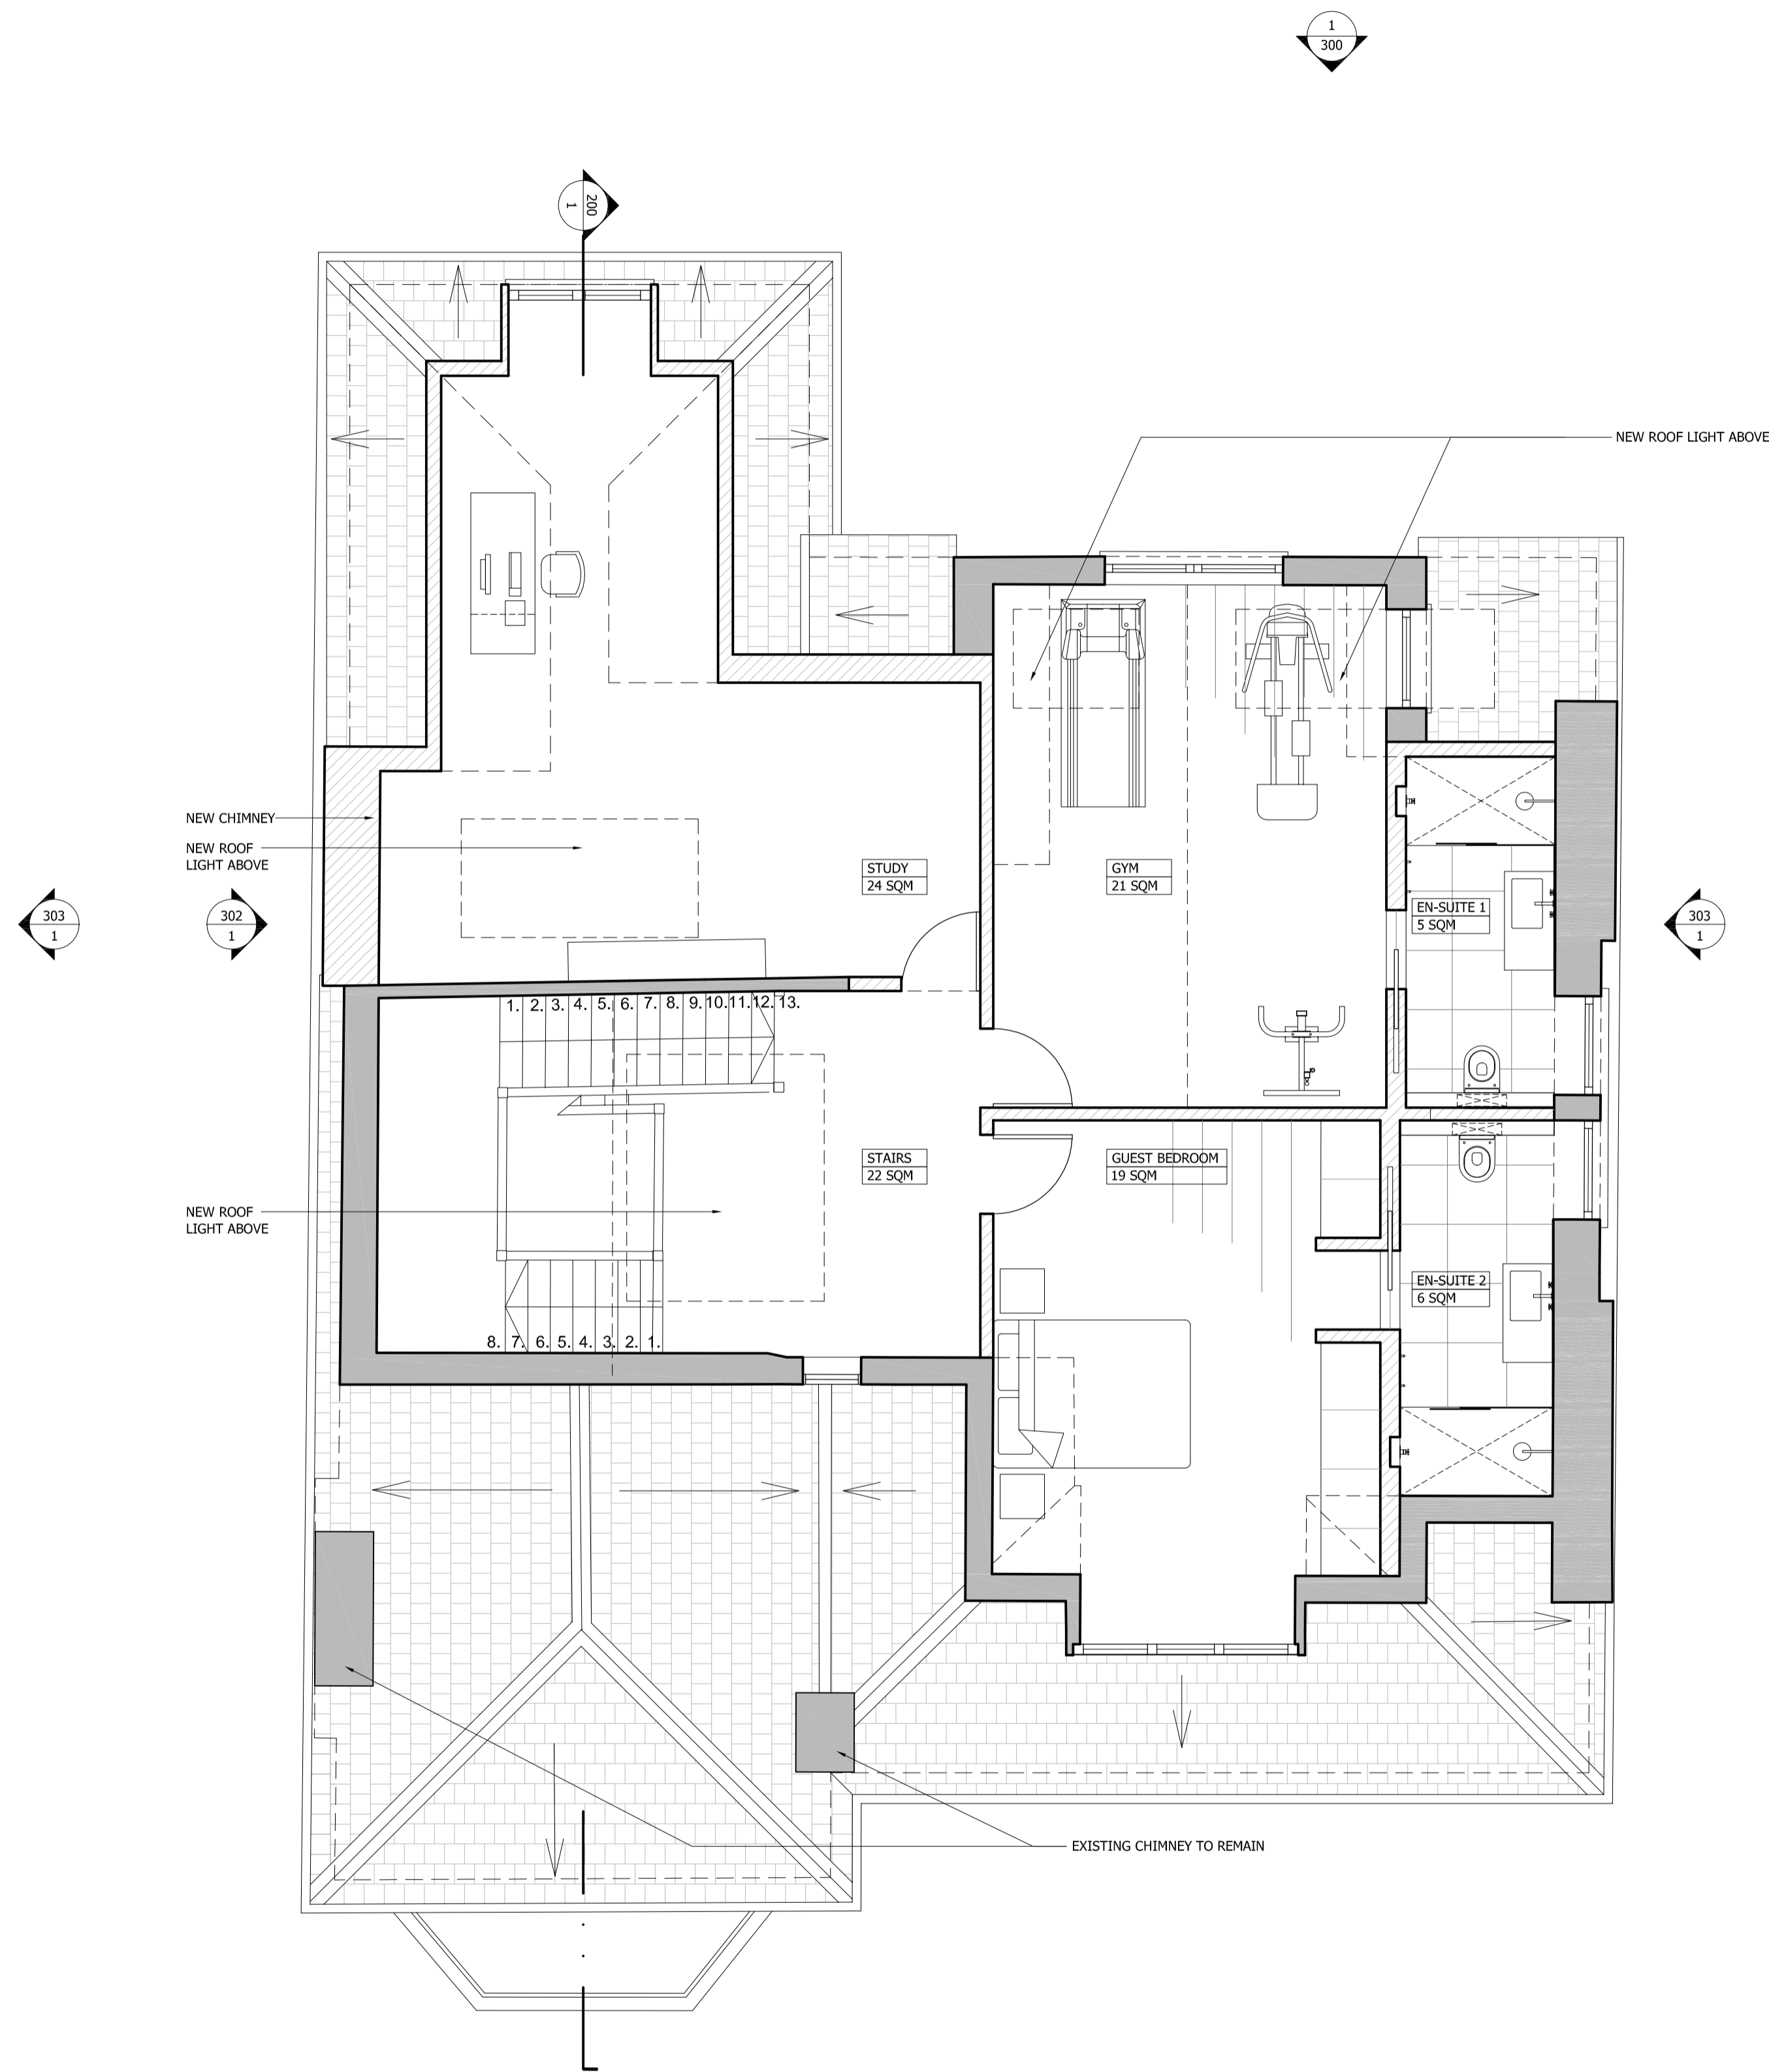 1
300
200
1
NEW ROOF LIGHT ABOVE
NEW CHIMNEY
NEW ROOF
LIGHT ABOVE
STUDY
24 SQM
GYM
21 SQM
EN-SUITE 1
5 SQM
303
1
302
1
303
1
1. 2. 3. 4. 5. 6. 7. 8. 9. 10. 11. 12. 13.
STAIRS
22 SQM
GUEST BEDROOM
19 SQM
NEW ROOF
LIGHT ABOVE
EN-SUITE 2
6 SQM
8. 7. 6. 5. 4. 3. 2. 1.
EXISTING CHIMNEY TO REMAIN